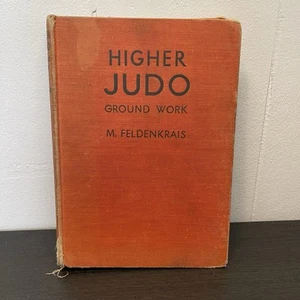 HIGHER
JUDO
GROUND WORK
M. FELDENKRAIS